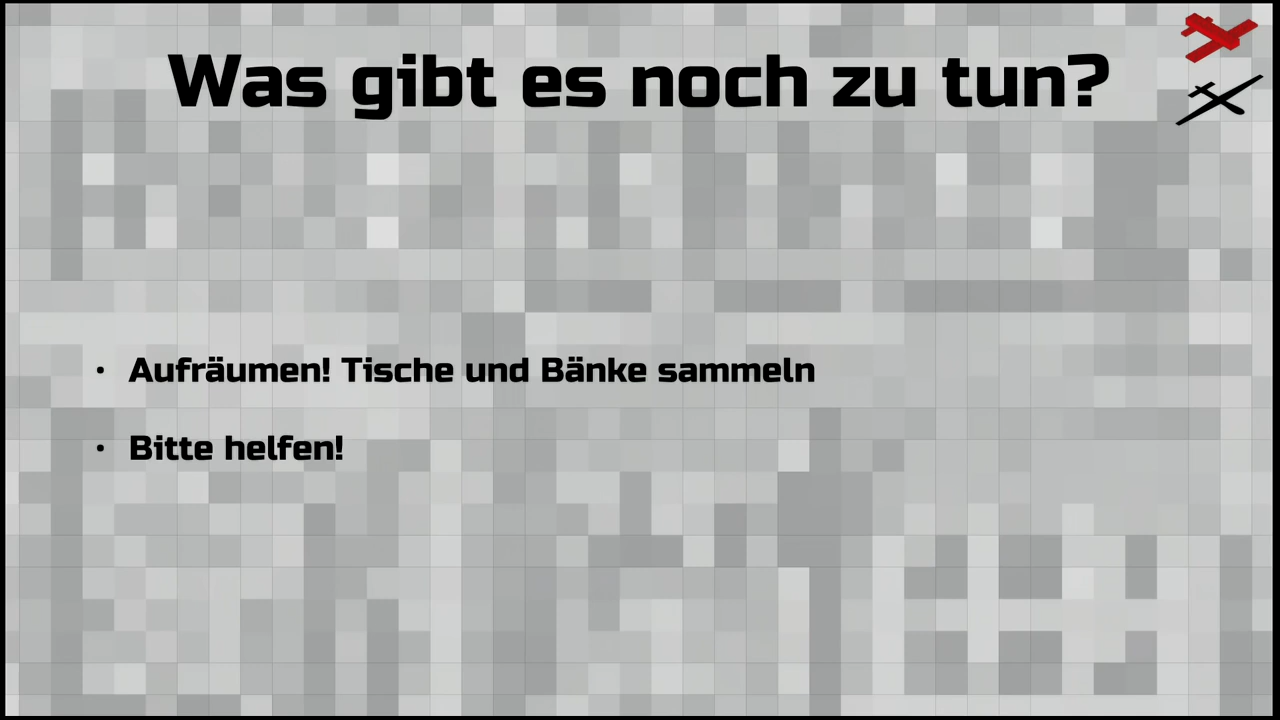 Was gibt es noch zu tun?
• Aufräumen! Tische und Bänke sammeln
• Bitte helfen!